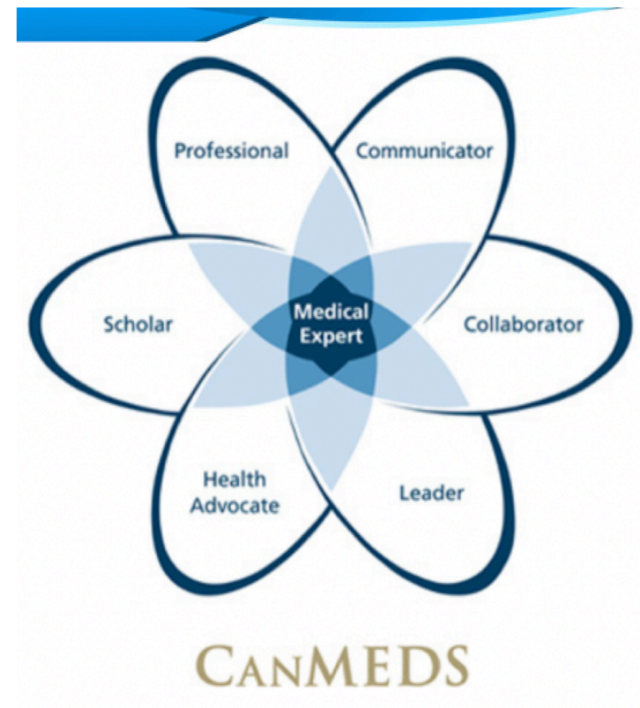 Professional
Communicator
Scholar
Medical
Expert
Collaborator
Health
Advocate
Leader
CANMEDS